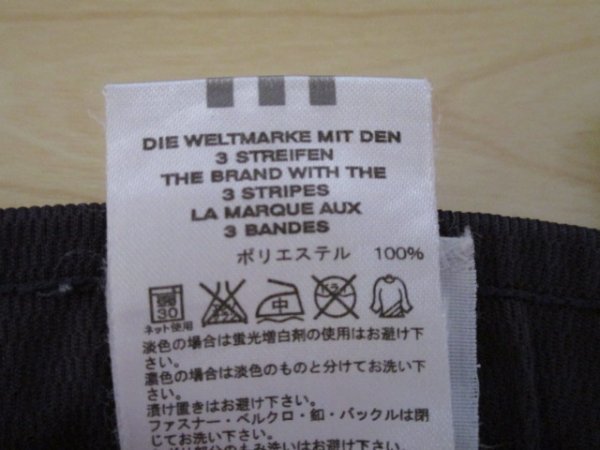 DIE WELTMARKE MIT DEN
3 STREIFEN
THE BRAND WITH THE
3 STRIPES
LA MARQUE AUX
3 BANDES
ポリエステル 100%
30 中
ネット使用
淡色の場合は蛍光増白剤の使用はお避け下
さい。
濃色の場合は淡色のものと分けてお洗い下
さい。
漬け置きはお避け下さい。
ファスナー・ベルクロ・釦・バックルは閉
じてお洗い下さい。